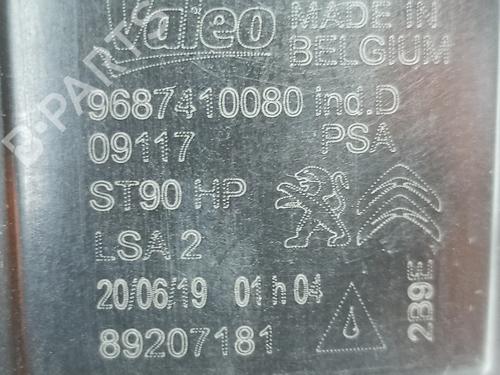 Valeo MADE IN
BELGIUM
9687410080 ind.D
09117 PSA
ST90 HP
LSA 2
20/06/19 01 h 04
89207181
2B9E
B-PARTS